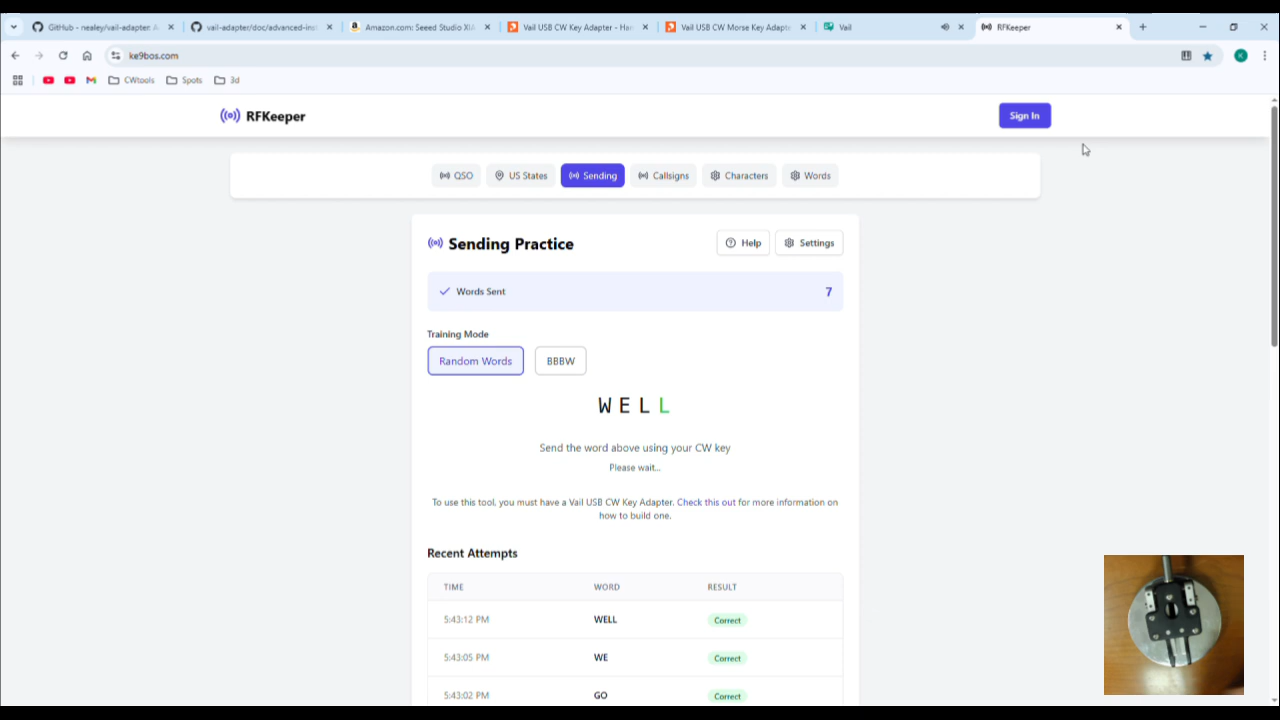 GitHub - nealey/vail-adapter: A
vail-adapter/doc/advanced-inst
Amazon.com: Seeed Studio XIA
Vail USB CW Key Adapter - Ha
Vail USB CW Morse Key Adapte
Vail
RFKeeper
ke9bos.com
K
CWtools
Spots
3d
RFKeeper
Sign In
QSO
US States
Sending
Callsigns
Characters
Words
Sending Practice
Help
Settings
Words Sent
7
Training Mode
Random Words
BBBW
WELL
Send the word above using your CW key
Please wait...
To use this tool, you must have a Vail USB CW Key Adapter. Check this out for more information on
how to build one.
Recent Attempts
TIME WORD RESULT
5:43:12 PM WELL Correct
5:43:05 PM WE Correct
5:43:02 PM GO Correct